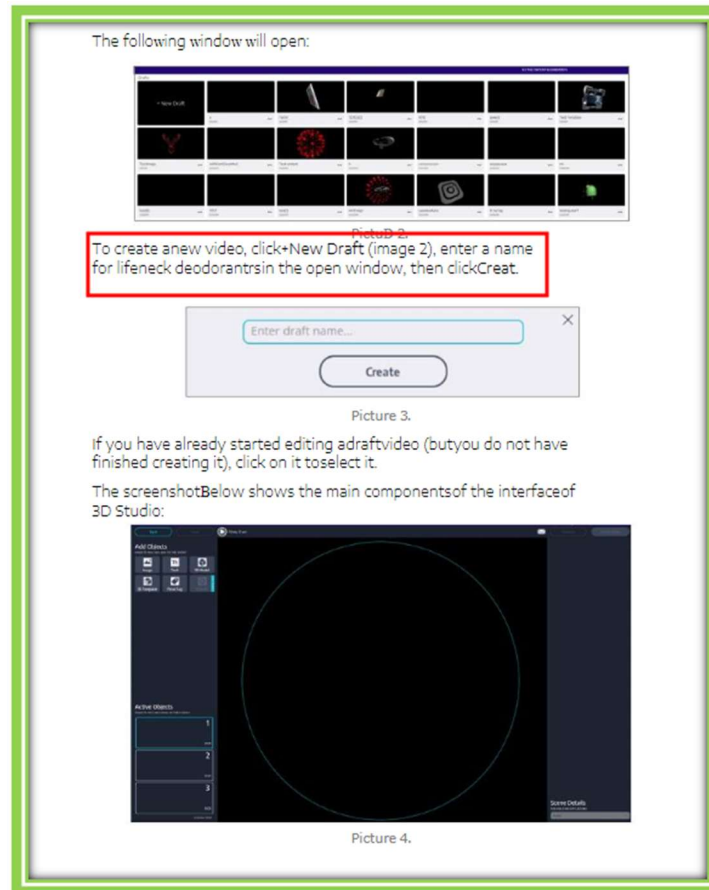 The following window will open:
+ New Draft
PictuD 2.
To create anew video, click+New Draft (image 2), enter a name
for lifeneck deodorantrsin the open window, then clickCreat.
Enter draft name...
Create
Picture 3.
If you have already started editing adraftvideo (butyou do not have
finished creating it), click on it toselect it.
The screenshotBelow shows the main componentsof the interfaceof
3D Studio:
Add Objects
Active Objects
1
2
3
Scene Details
Picture 4.